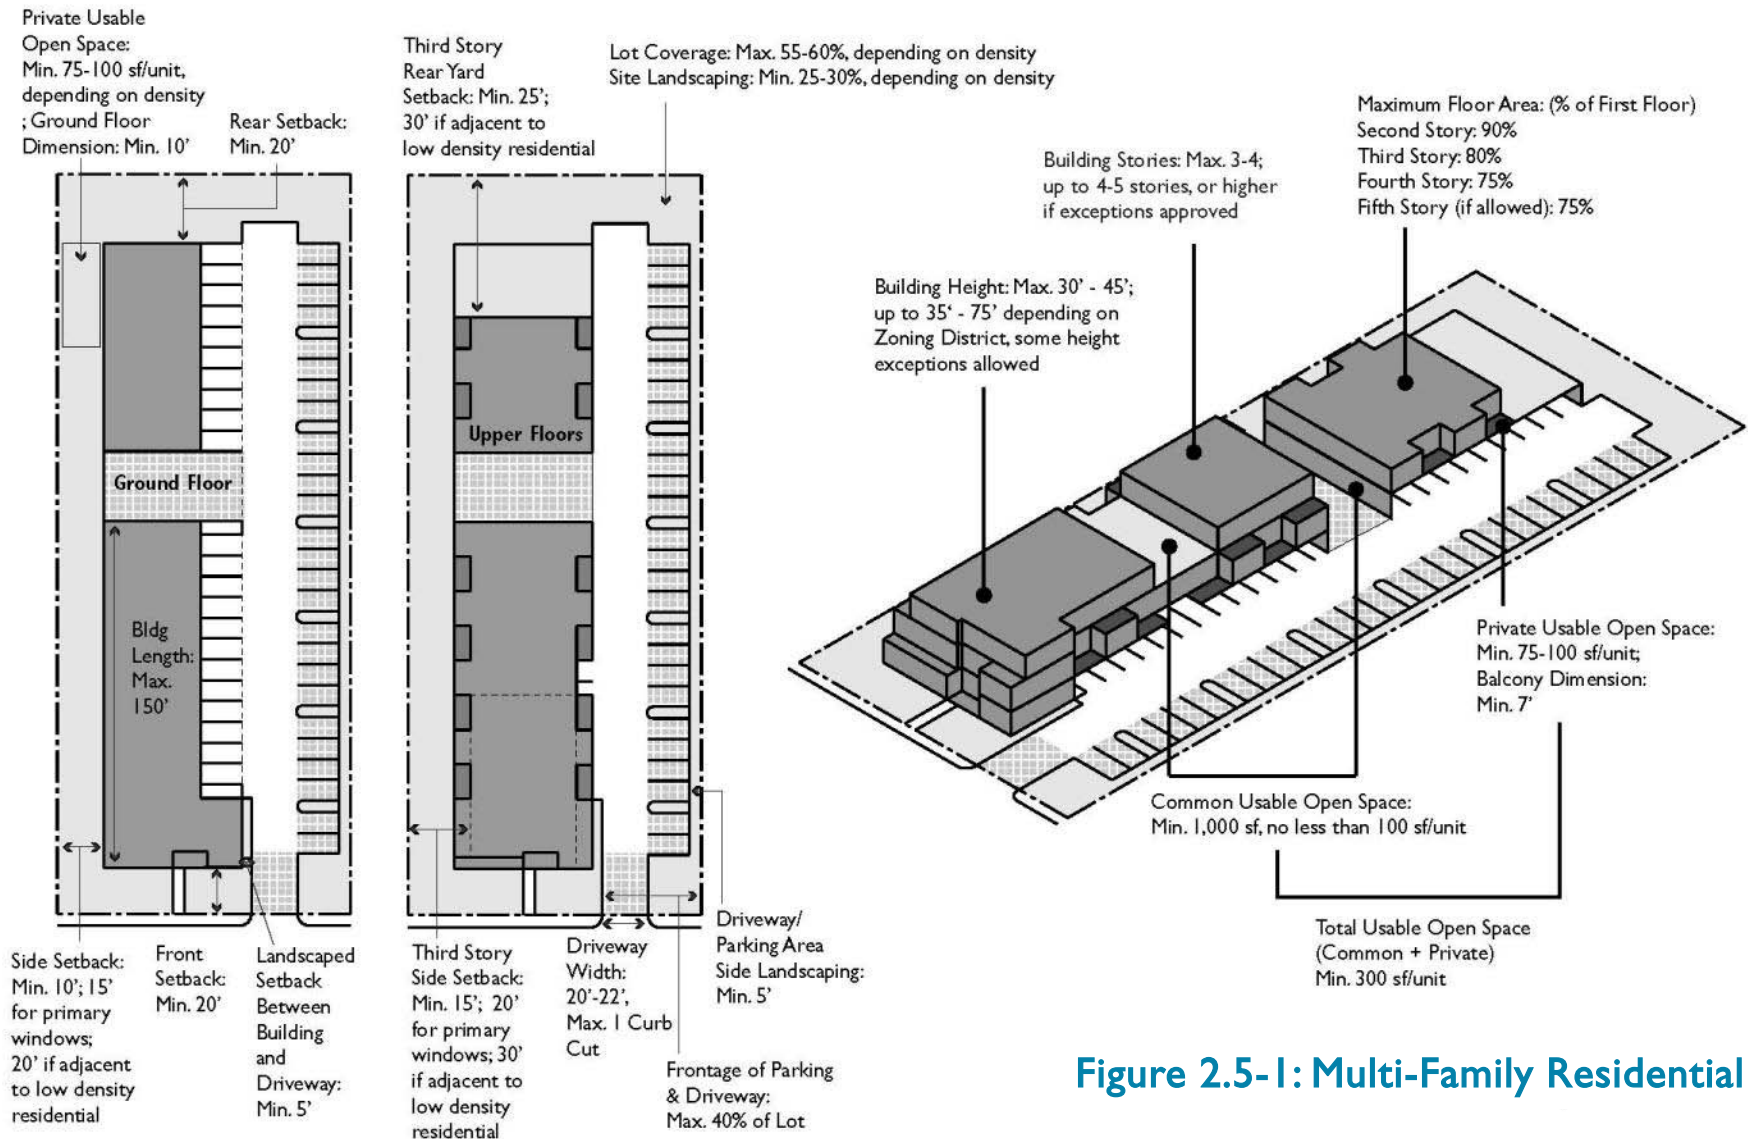 Private Usable
Open Space:
Min. 75-100 sf/unit,
depending on density
; Ground Floor
Dimension: Min. 10’
Rear Setback:
Min. 20’
Third Story
Rear Yard
Setback: Min. 25’;
30’ if adjacent to
low density residential
Lot Coverage: Max. 55-60%, depending on density
Site Landscaping: Min. 25-30%, depending on density
Building Stories: Max. 3-4;
up to 4-5 stories, or higher
if exceptions approved
Maximum Floor Area: (% of First Floor)
Second Story: 90%
Third Story: 80%
Fourth Story: 75%
Fifth Story (if allowed): 75%
Building Height: Max. 30’ - 45’;
up to 35‘ - 75’ depending on
Zoning District, some height
exceptions allowed
Ground Floor
Upper Floors
Bldg
Length:
Max.
150’
Private Usable Open Space:
Min. 75-100 sf/unit;
Balcony Dimension:
Min. 7’
Common Usable Open Space:
Min. 1,000 sf, no less than 100 sf/unit
Total Usable Open Space
(Common + Private)
Min. 300 sf/unit
Side Setback:
Min. 10’; 15’
for primary
windows;
20’ if adjacent
to low density
residential
Front
Setback:
Min. 20’
Landscaped
Setback
Between
Building
and
Driveway:
Min. 5’
Third Story
Side Setback:
Min. 15’; 20’
for primary
windows; 30’
if adjacent to
low density
residential
Driveway
Width:
20’-22’,
Max. 1 Curb
Cut
Driveway/
Parking Area
Side Landscaping:
Min. 5’
Frontage of Parking
& Driveway:
Max. 40% of Lot
Figure 2.5-1: Multi-Family Residential